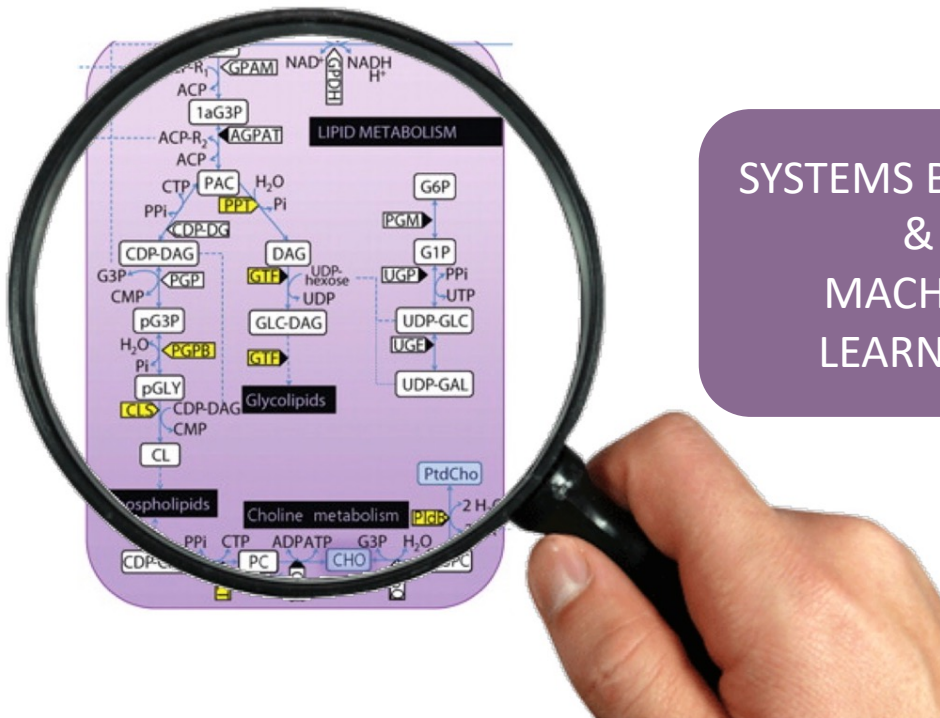 NAD⁺ NADH
H⁺
GPDH
GPAM
ACP
1aG3P
LIPID METABOLISM
ACP-R₂
AGPAT
ACP
CTP
PAC
H₂O
G6P
PPi
PPT
Pi
PGM
CDP-DG
CDP-DAG
DAG
G1P
G3P
PGP
GTF
UDP-hexose
UGP
PPi
CMP
UDP
UTP
pG3P
GLC-DAG
UDP-GLC
H₂O
PGPB
GTF
UGE
Pi
pGLY
Glycolipids
UDP-GAL
CLS
CDP-DAG
CMP
CL
PtdCho
ospholipids
Choline metabolism
PldB
2 H
PPi CTP ADP ATP G3P H₂O
PC
CHO
SYSTEMS
&
MACH
LEARN